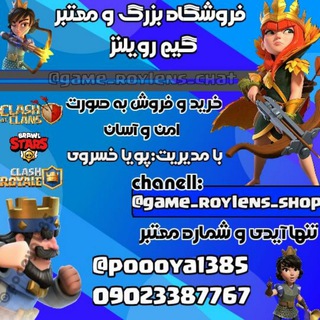 فروشگاه بزرگ و معتبر
گیم رویلنز
@game_roylens_chat
خرید و فروش به صورت
امن و آسان
CLASH OF CLANS
BRAWL STARS
با مدیریت:پویا خسروی
CLASH ROYALE
chanell:
@game_roylens_shop
تنها آیدی و شماره معتبر
@poooya1385
09023387767